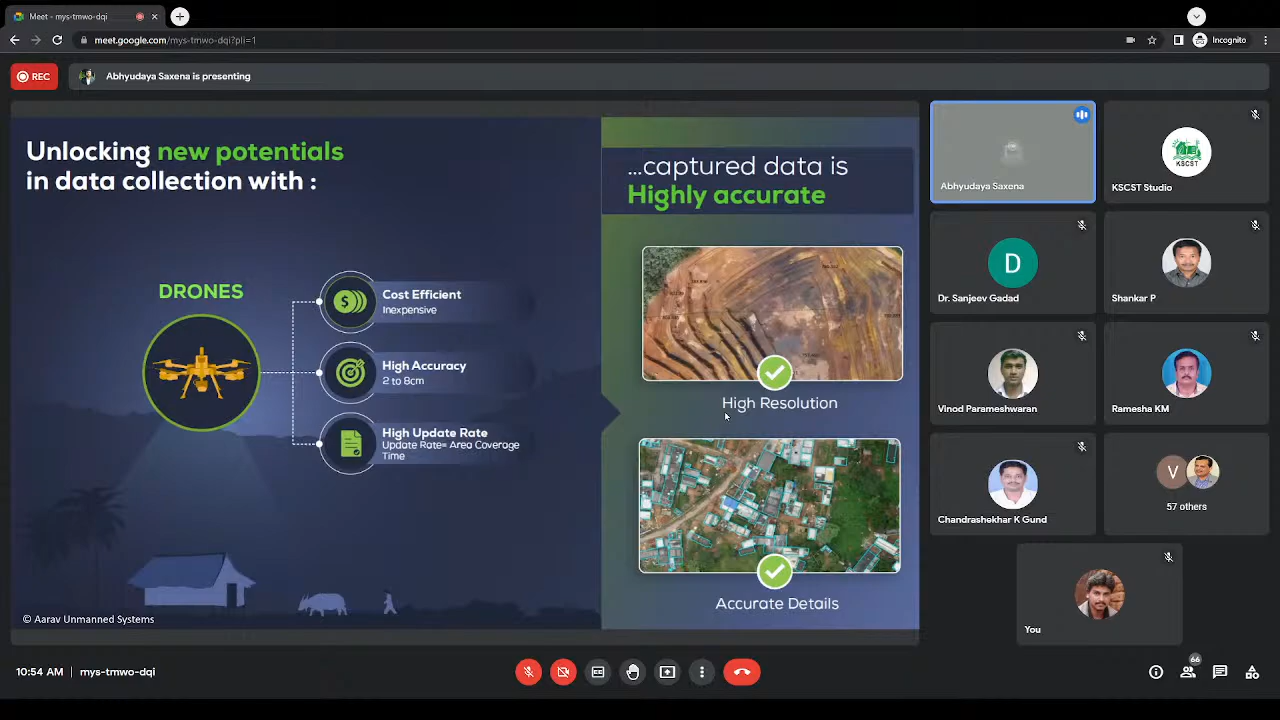 Meet - mys-tmwo-dqi
meet.google.com/mys-tmwo-dqi?pli=1
Incognito
REC
Abhyudaya Saxena is presenting
Unlocking new potentials
in data collection with :
DRONES
Cost Efficient
Inexpensive
High Accuracy
2 to 8cm
High Update Rate
Update Rate= Area Coverage
Time
© Aarav Unmanned Systems
...captured data is
Highly accurate
High Resolution
Accurate Details
Abhyudaya Saxena
KSCST
KSCST Studio
D
Dr. Sanjeev Gadad
Shankar P
Vinod Parameshwaran
Ramesha KM
Chandrashekhar K Gund
V
57 others
You
10:54 AM | mys-tmwo-dqi
66